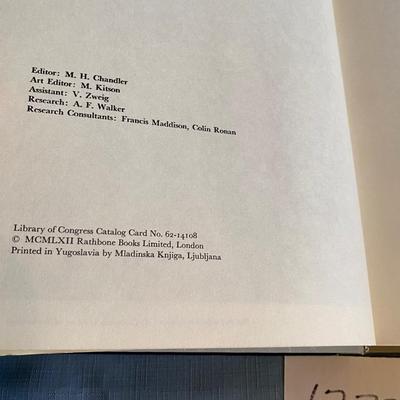 Editor: M. H. Chandler
Art Editor: M. Kitson
Assistant: V. Zweig
Research: A. F. Walker
Research Consultants: Francis Maddison, Colin Ronan
Library of Congress Catalog Card No. 62-14108
© MCMLXII Rathbone Books Limited, London
Printed in Yugoslavia by Mladinska Knjiga, Ljubljana